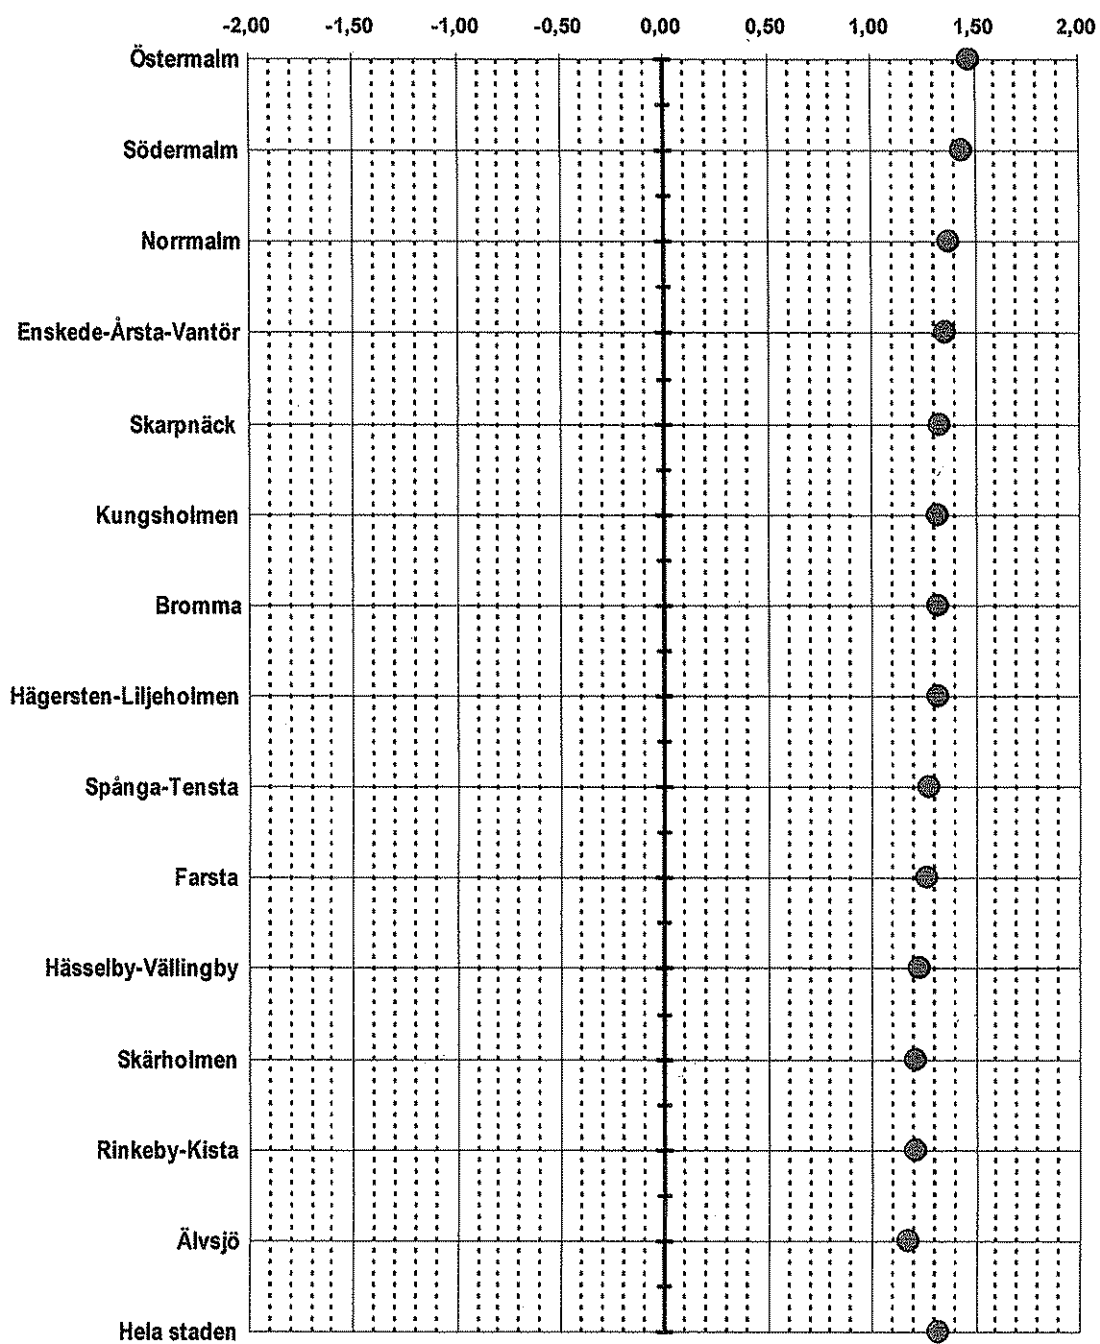 -2,00 -1,50 -1,00 -0,50 0,00 0,50 1,00 1,50 2,00
Östermalm
Södermalm
Norrmalm
Enskede-Årsta-Vantör
Skarpnäck
Kungsholmen
Bromma
Hägersten-Liljeholmen
Spånga-Tensta
Farsta
Hässelby-Vällingby
Skärholmen
Rinkeby-Kista
Älvsjö
Hela staden